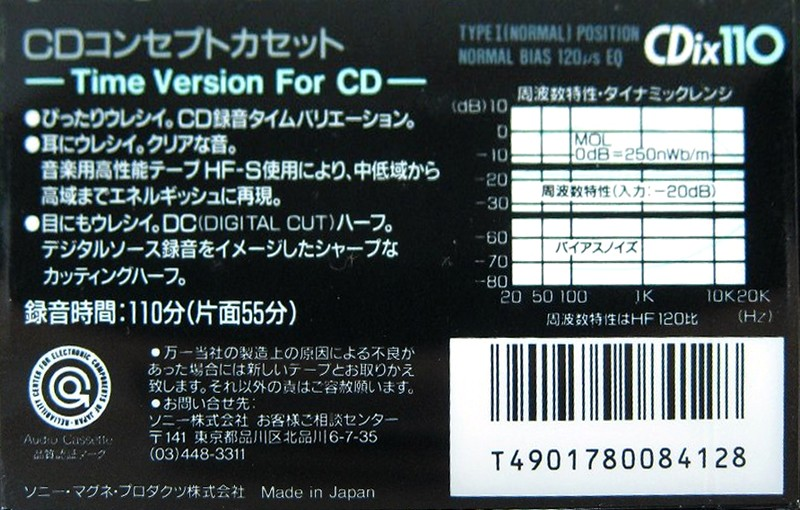 CDコンセプトカセット
Time Version For CD
●ぴったりウレシイ。CD録音タイムバリエーション。
●耳にウレシイ。クリアな音。
音楽用高性能テープHF-S使用により、中低域から
高域までエネルギッシュに再現。
●目にもウレシイ。DC(DIGITAL CUT)ハーフ。
デジタルソース録音をイメージしたシャープな
カッティングハーフ。
録音時間:110分(片面55分)
TYPE I(NORMAL) POSITION
NORMAL BIAS 120μs EQ
CDix110
周波数特性・ダイナミックレンジ
(dB)10
0
-10
-20
-30
-60
-70
-80
MOL
0dB=250nWb/m
周波数特性(入力:-20dB)
バイアスノイズ
20 50 100 1K 10K 20K
周波数特性はHF120比 (Hz)
RELIABILITY CENTER FOR ELECTRONIC COMPONENTS OF JAPAN
Audio Cassette
品質認証マーク
●万一当社の製造上の原因による不良が
あった場合には新しいテープとお取りかえ
致します。それ以外の責はご容赦願います。
●お問い合せ先:
ソニー株式会社 お客様ご相談センター
〒141 東京都品川区北品川6-7-35
(03)448-3311
T4901780084128
ソニー・マグネ・プロダクツ株式会社 Made in Japan